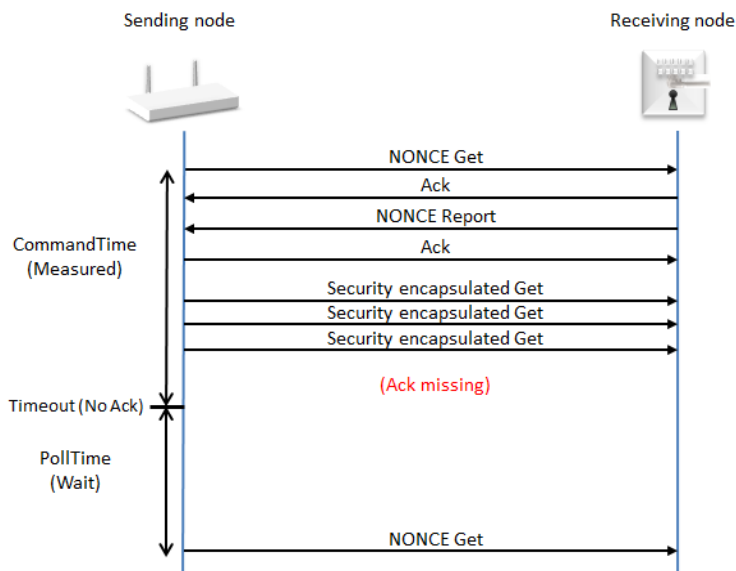 Sending node
Receiving node
NONCE Get
Ack
NONCE Report
CommandTime
(Measured)
Ack
Security encapsulated Get
Security encapsulated Get
Security encapsulated Get
(Ack missing)
Timeout (No Ack)
PollTime
(Wait)
NONCE Get